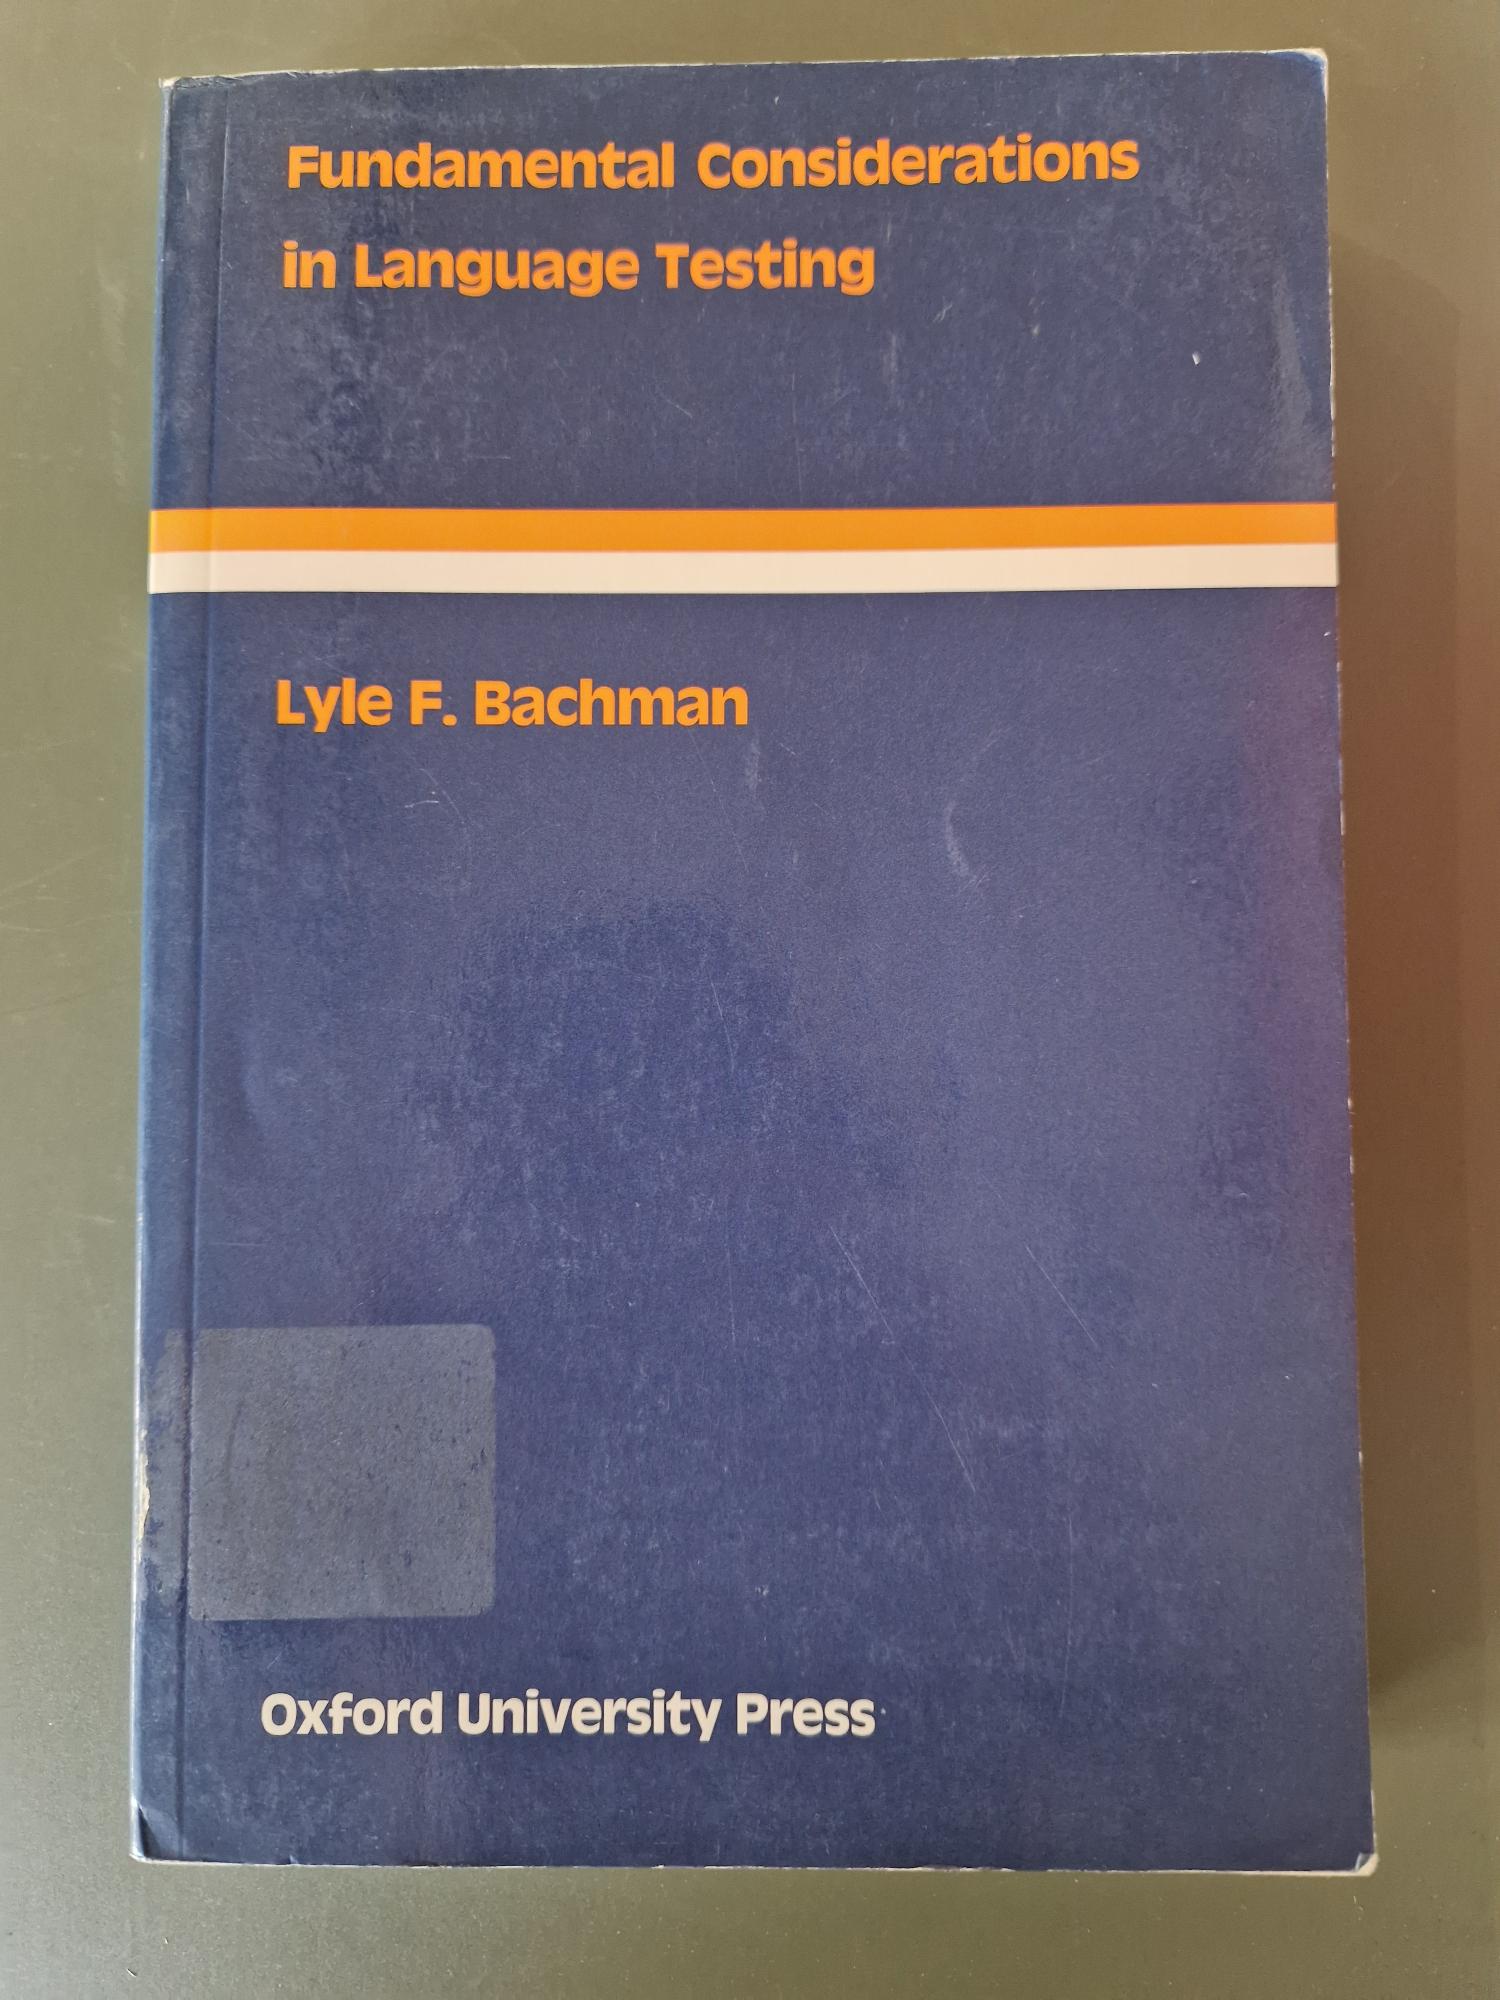 Fundamental Considerations
in Language Testing
Lyle F. Bachman
Oxford University Press